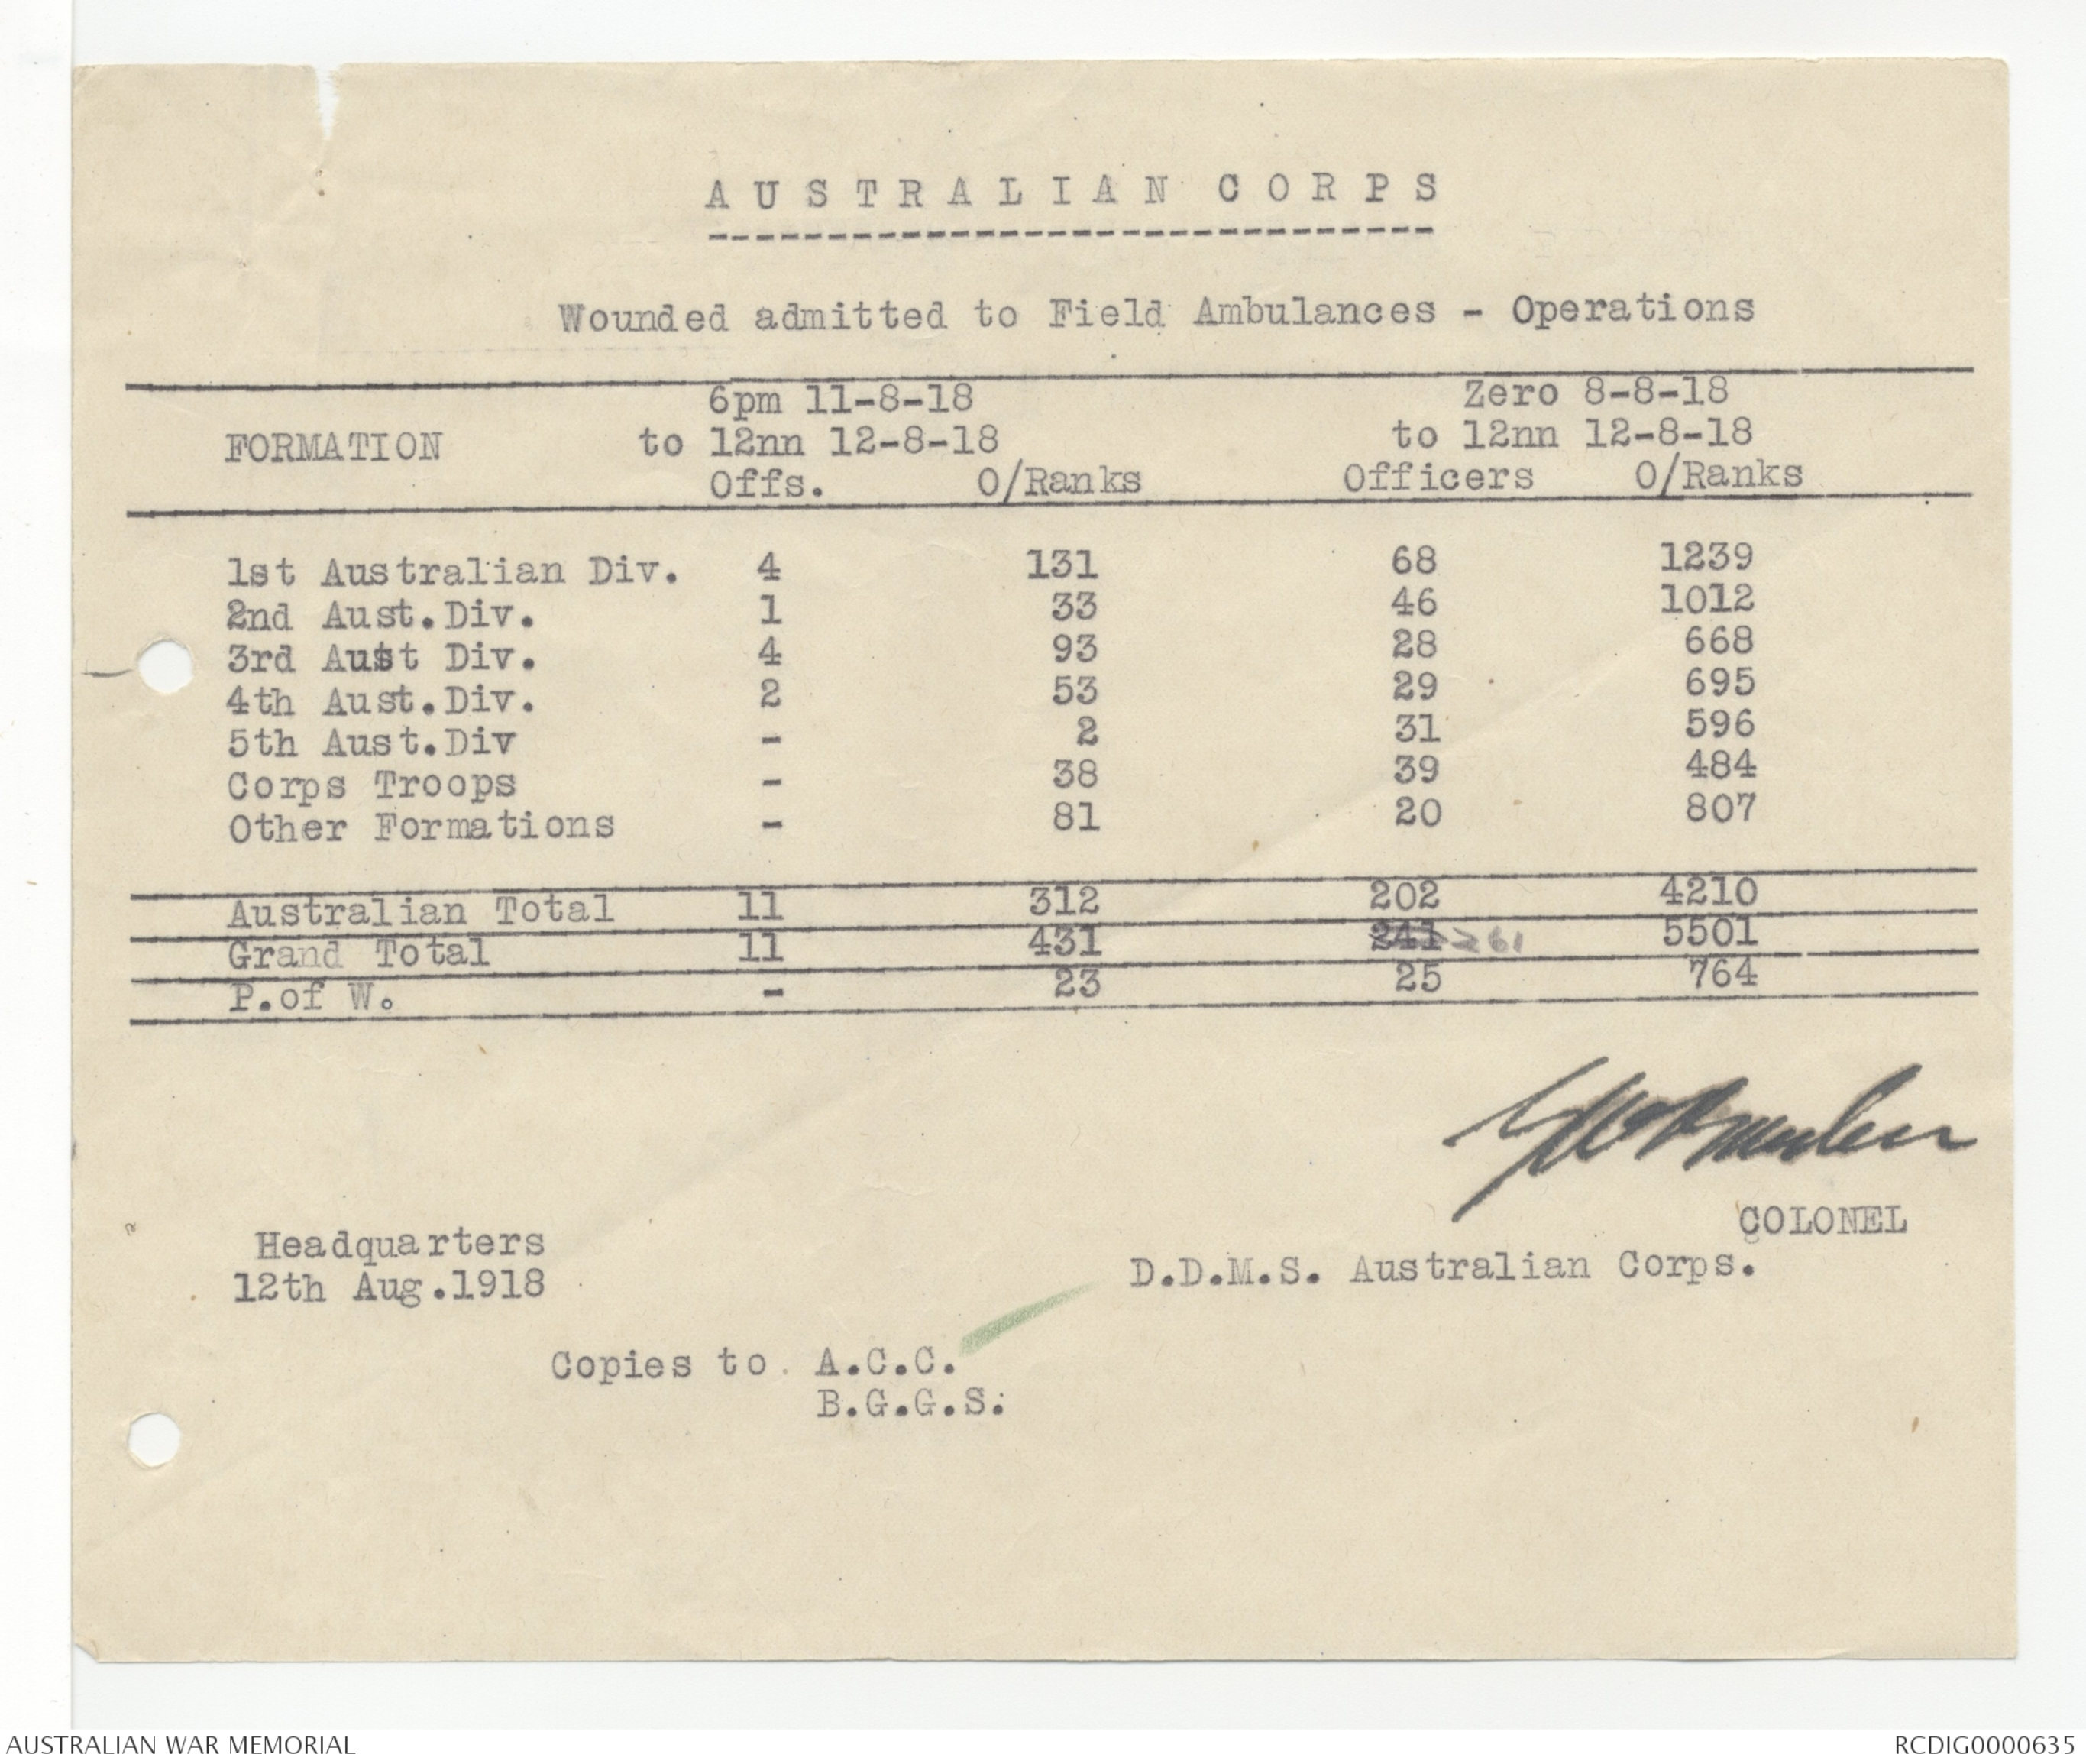 AUSTRALIAN CORPS
Wounded admitted to Field Ambulances - Operations
6pm 11-8-18 Zero 8-8-18
FORMATION to 12nn 12-8-18 to 12nn 12-8-18
Offs. O/Ranks Officers O/Ranks
1st Australian Div. 4 131 68 1239
2nd Aust.Div. 1 33 46 1012
3rd Aust Div. 4 93 28 668
4th Aust.Div. 2 53 29 695
5th Aust.Div - 2 31 596
Corps Troops - 38 39 484
Other Formations - 81 20 807
Australian Total 11 312 202 4210
Grand Total 11 431 241 261 5501
P.of W. - 23 25 764
COLONEL
D.D.M.S. Australian Corps.
Headquarters
12th Aug.1918
Copies to A.C.C.
B.G.G.S.
AUSTRALIAN WAR MEMORIAL RCDIG0000635